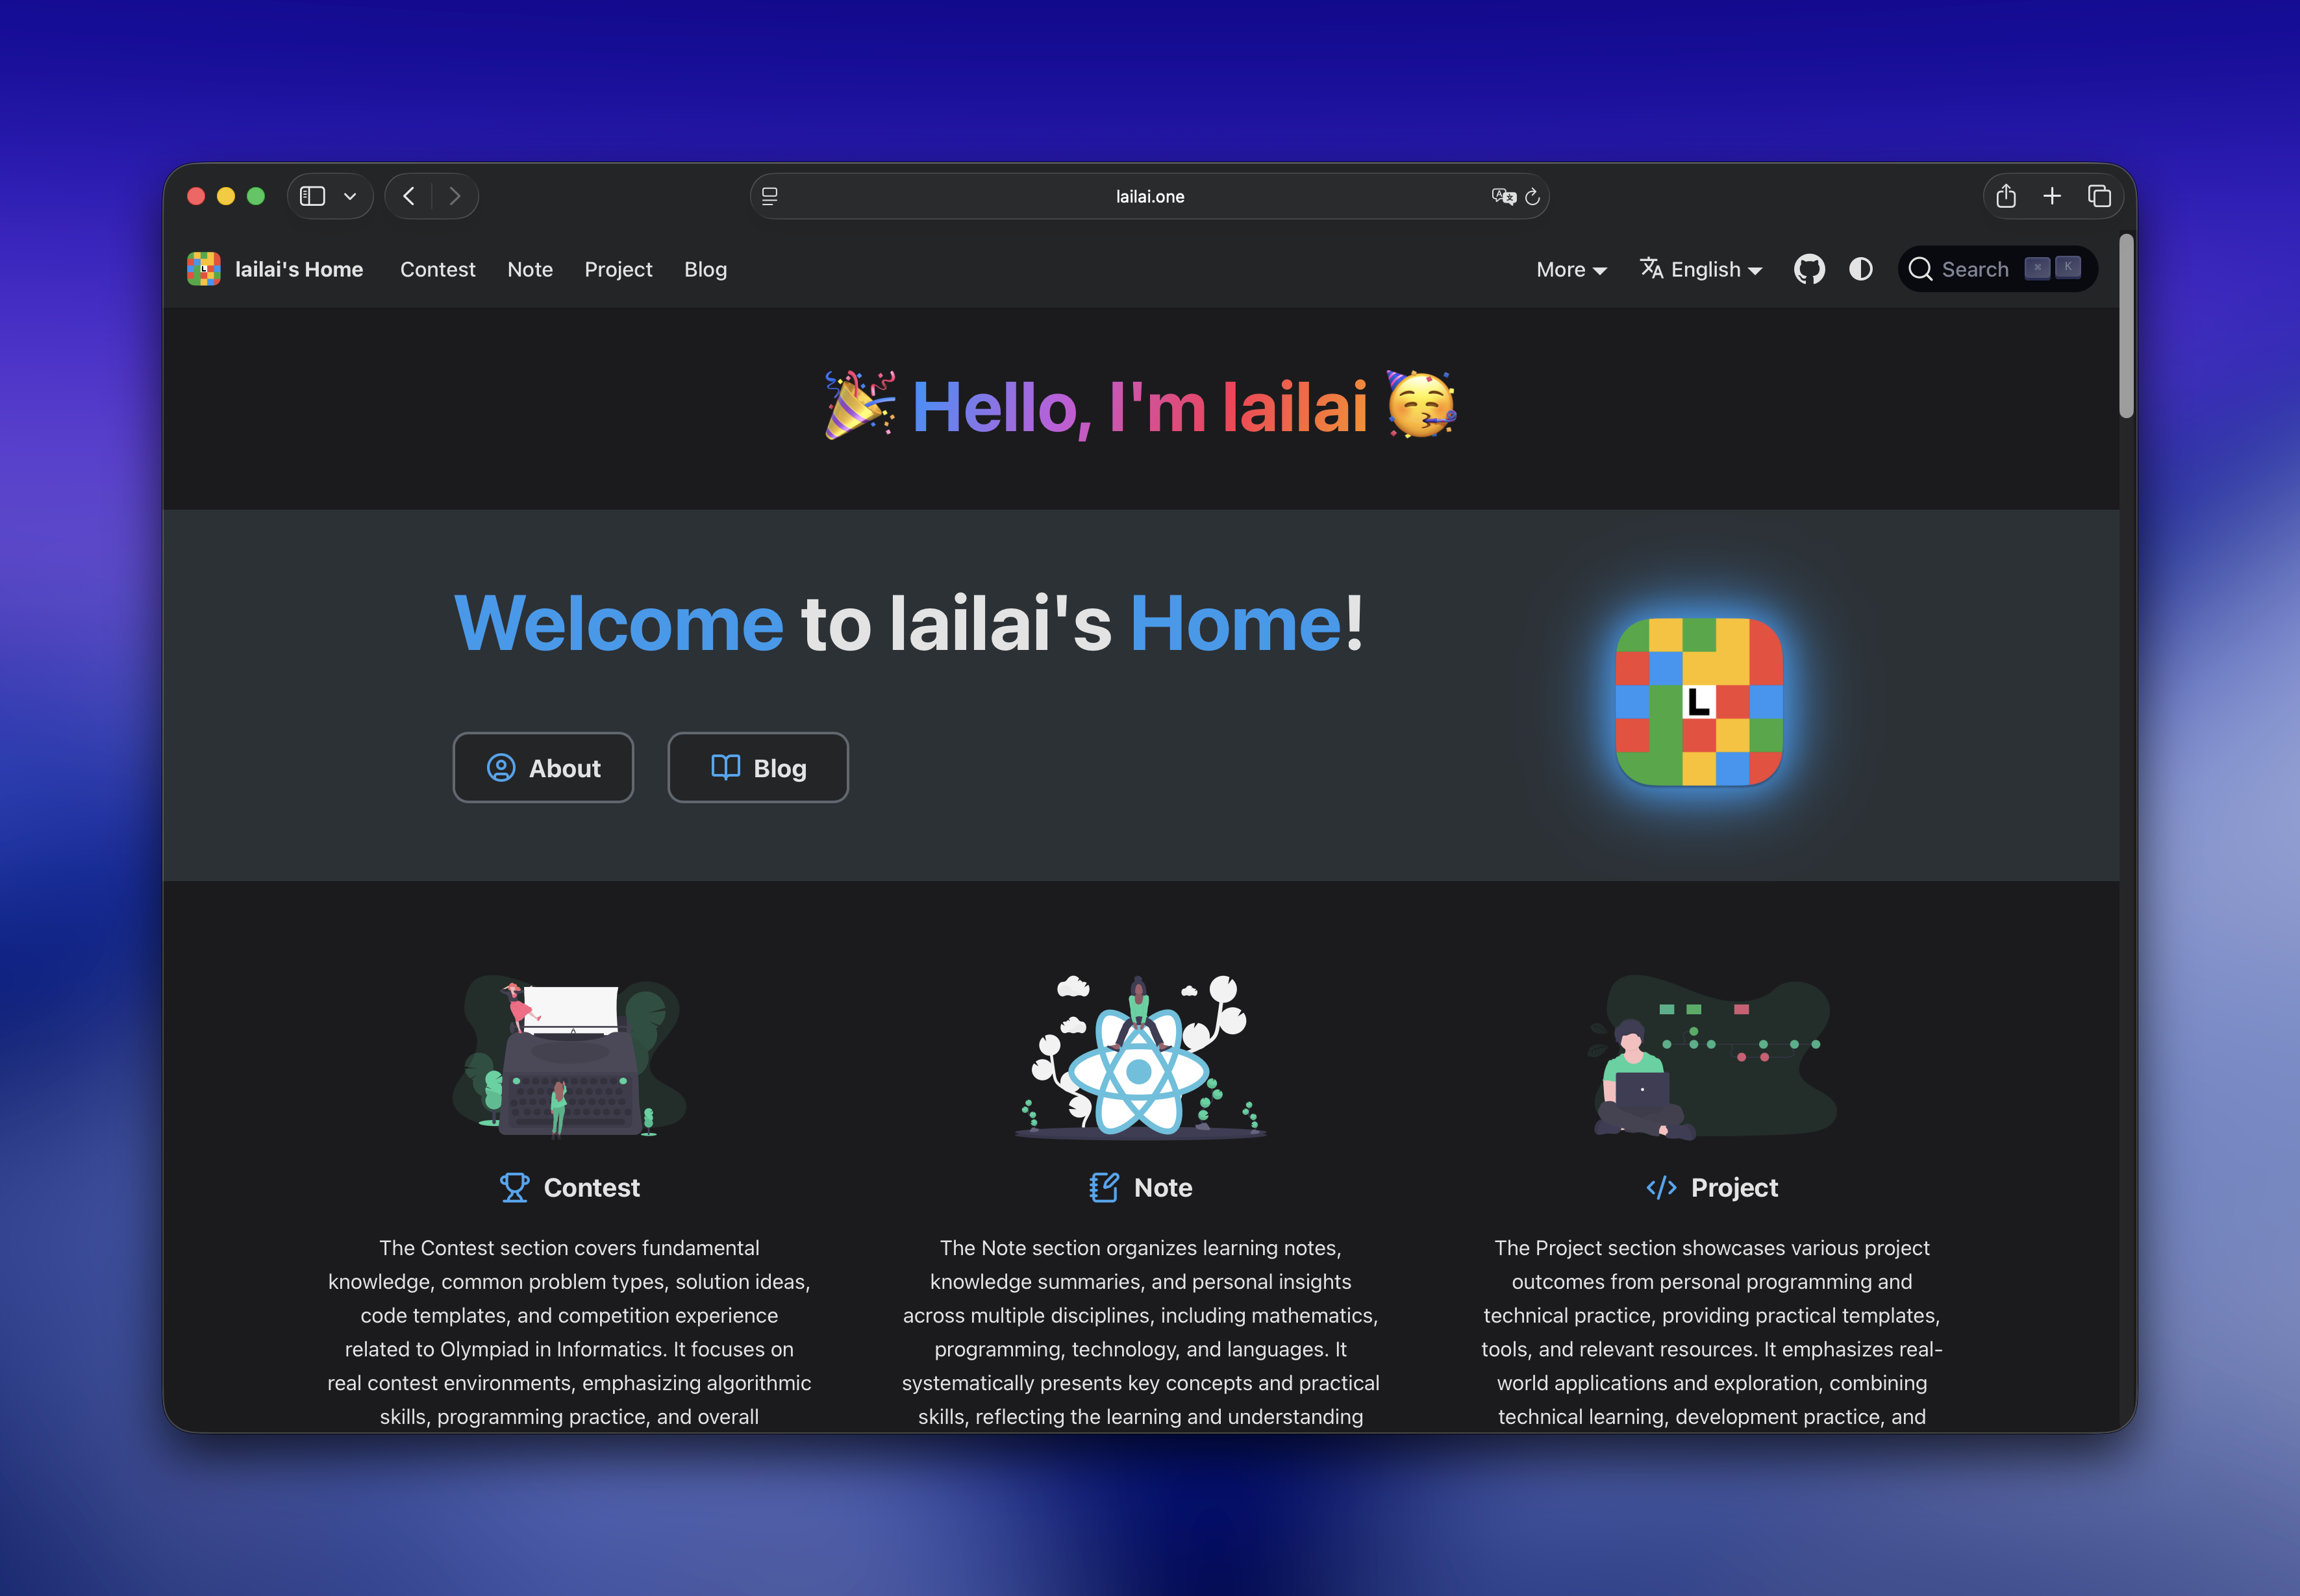 lailai.one
lailai's Home Contest Note Project Blog More English Search ⌘ K
🎉 Hello, I'm lailai 🥳
Welcome to lailai's Home!
L
About Blog
Contest
The Contest section covers fundamental
knowledge, common problem types, solution ideas,
code templates, and competition experience
related to Olympiad in Informatics. It focuses on
real contest environments, emphasizing algorithmic
skills, programming practice, and overall
Note
The Note section organizes learning notes,
knowledge summaries, and personal insights
across multiple disciplines, including mathematics,
programming, technology, and languages. It
systematically presents key concepts and practical
skills, reflecting the learning and understanding
Project
The Project section showcases various project
outcomes from personal programming and
technical practice, providing practical templates,
tools, and relevant resources. It emphasizes real-
world applications and exploration, combining
technical learning, development practice, and